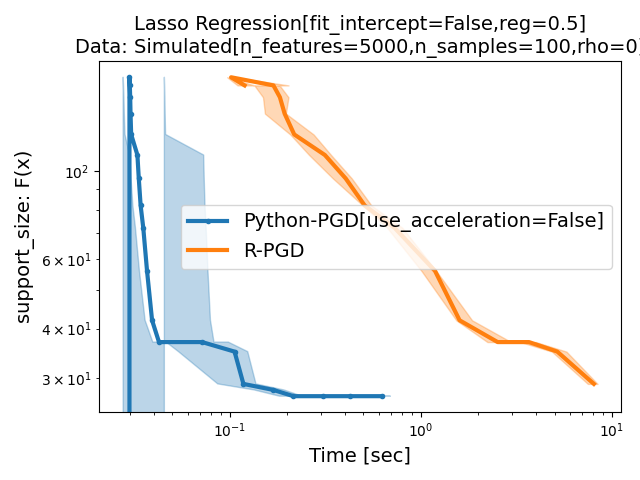 Lasso Regression[fit_intercept=False,reg=0.5]
Data: Simulated[n_features=5000,n_samples=100,rho=0]
support_size: F(x)
10²
6 × 10¹
4 × 10¹
3 × 10¹
Python-PGD[use_acceleration=False]
R-PGD
10⁻¹
10⁰
10¹
Time [sec]